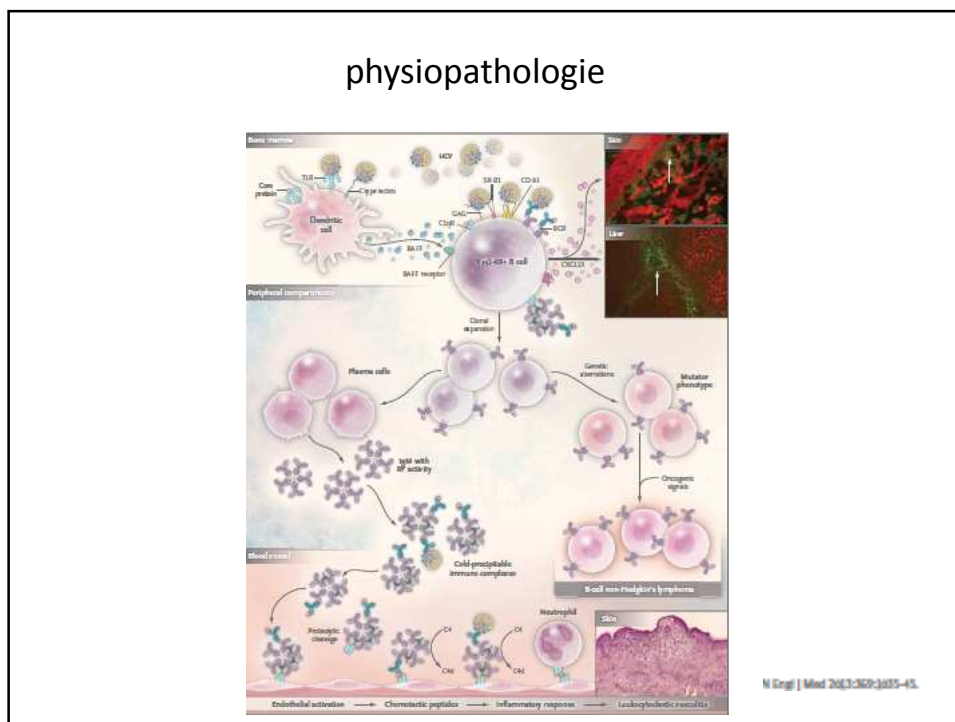 physiopathologie
Bone marrow
HCV
Skin
TLR
SR-B1
CD-81
Core
protein
C-type lectins
GAG
C1qR
Dendritic
cell
BCR
Liver
BAFF
CXCL13
B cell
BAFF receptor
Peripheral compartments
Clonal
expansion
Plasma cells
Genetic
aberrations
Mutator
phenotype
IgM with
RF activity
Oncogenic
signals
Blood vessel
Cold-precipitable
immune complexes
B-cell non-Hodgkin's lymphoma
Neutrophil
Skin
Proteolytic
cleavage
C4
C4
C4d
C4d
N Engl J Med 2013;369:1035-45.
Endothelial activation
Chemotactic peptides
Inflammatory response
Leukocytoclastic vasculitis